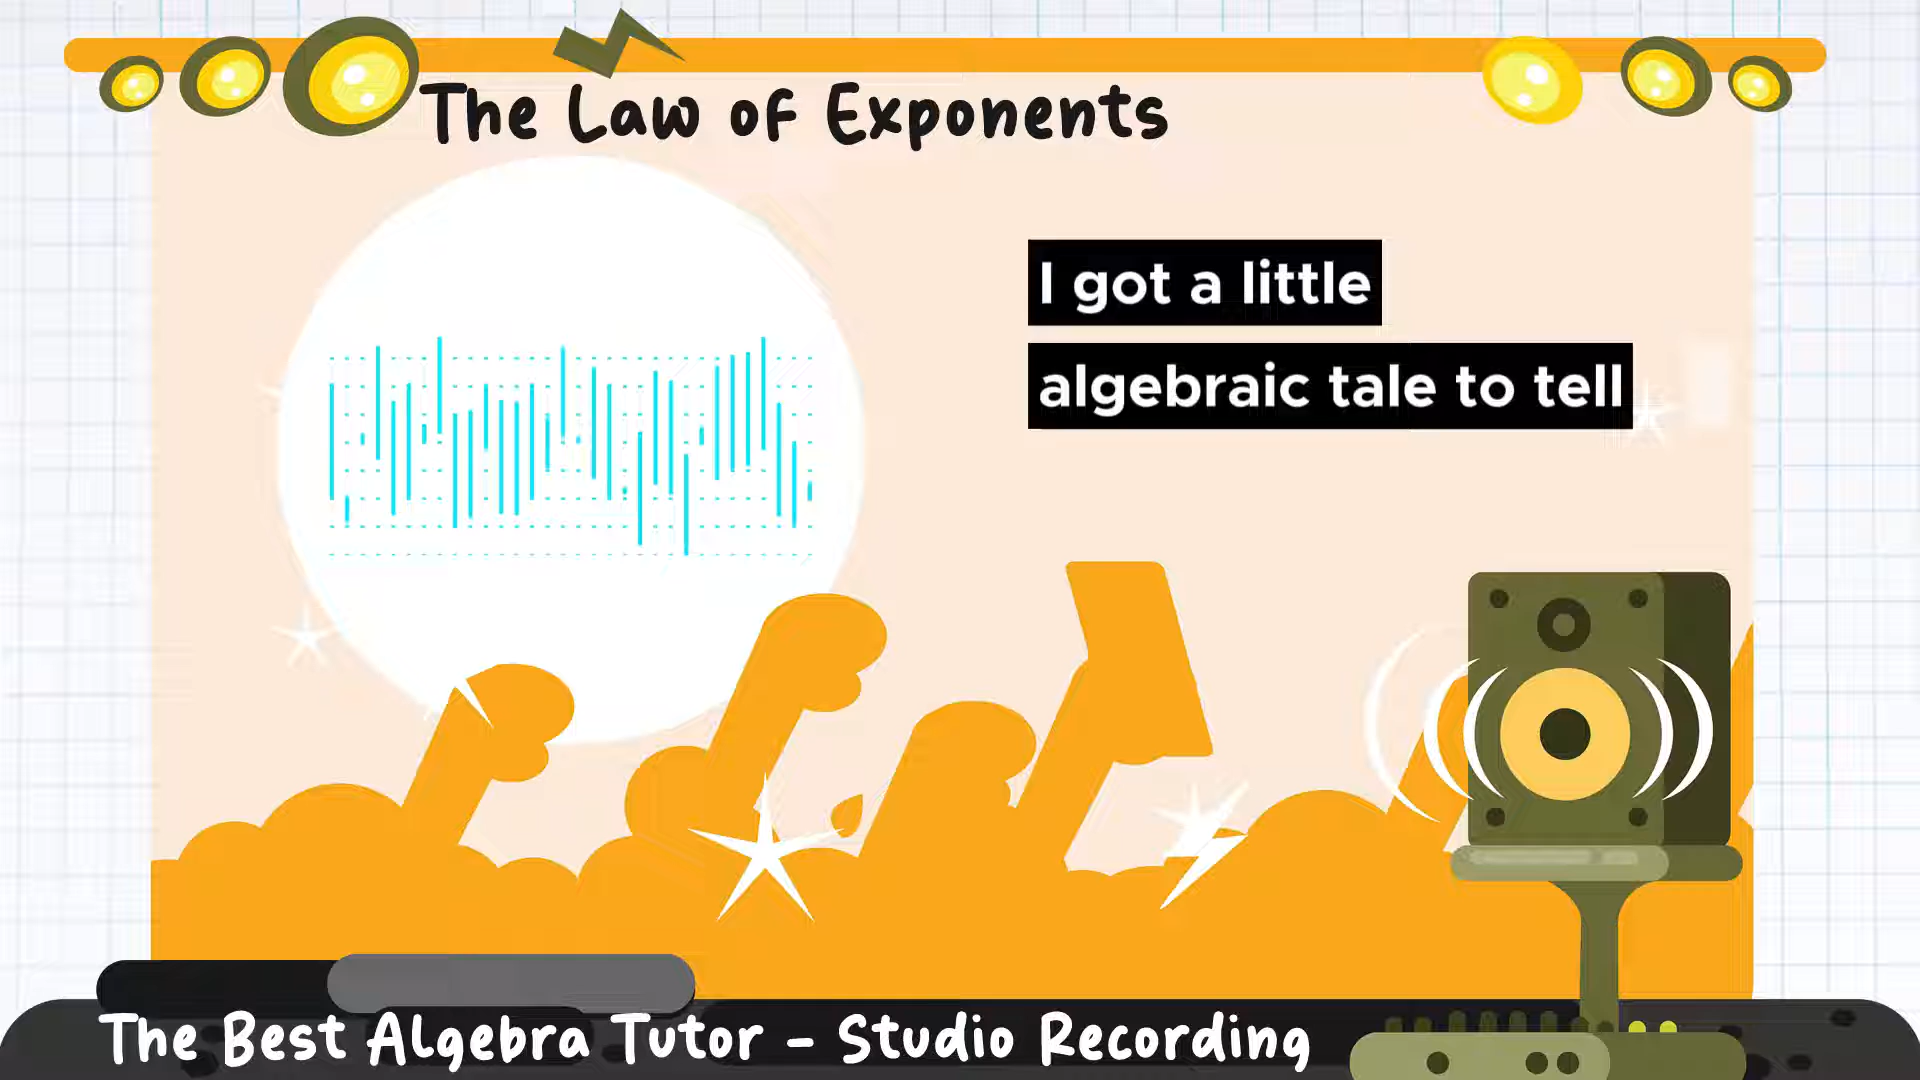 The Law of Exponents
I got a little
algebraic tale to tell
The Best Algebra Tutor - Studio Recording